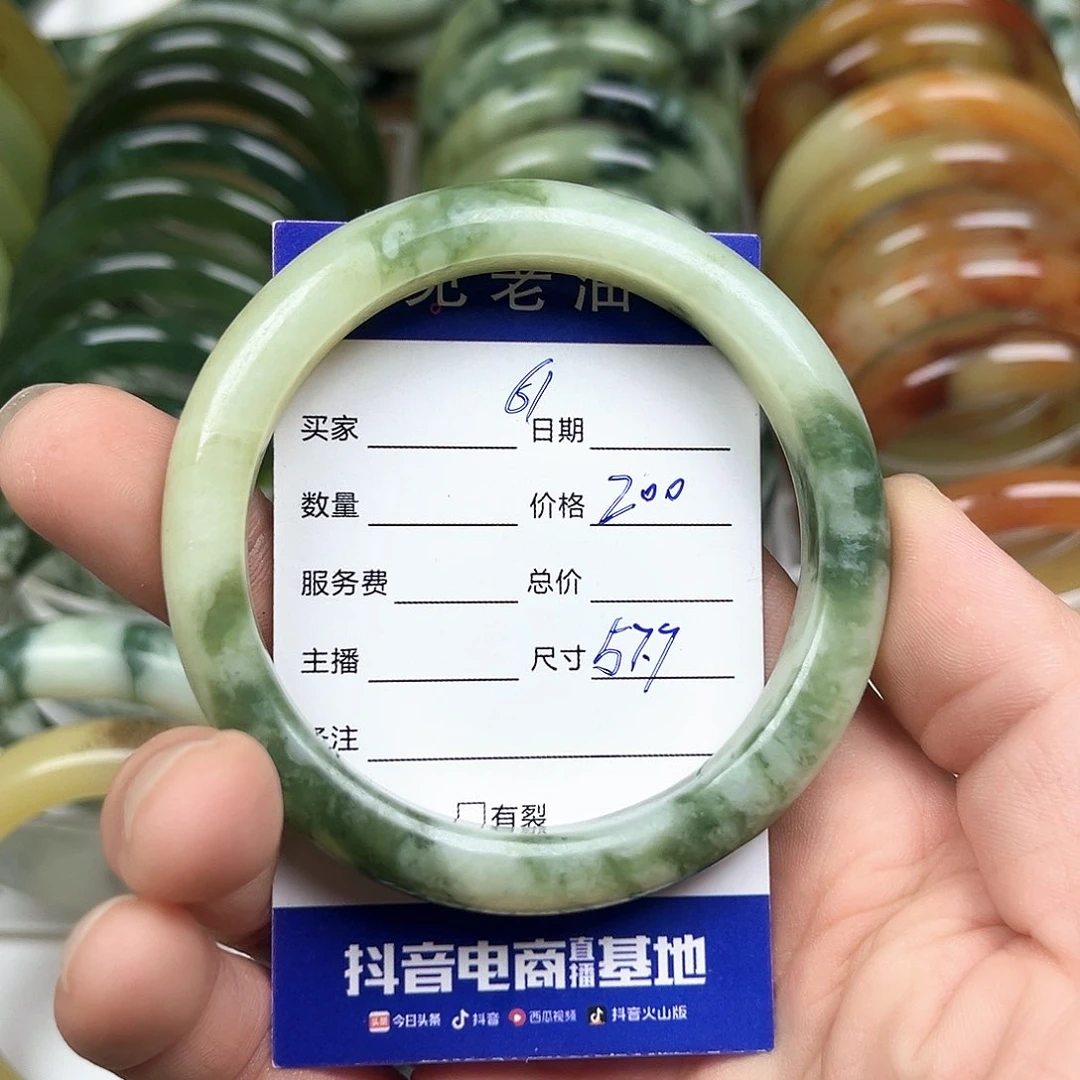 老油
61
买家 日期
数量 价格 200
服务费 总价
主播 尺寸 57.7
注
有裂
抖音电商直播基地
头条 今日头条 抖音 西瓜视频 抖音火山版